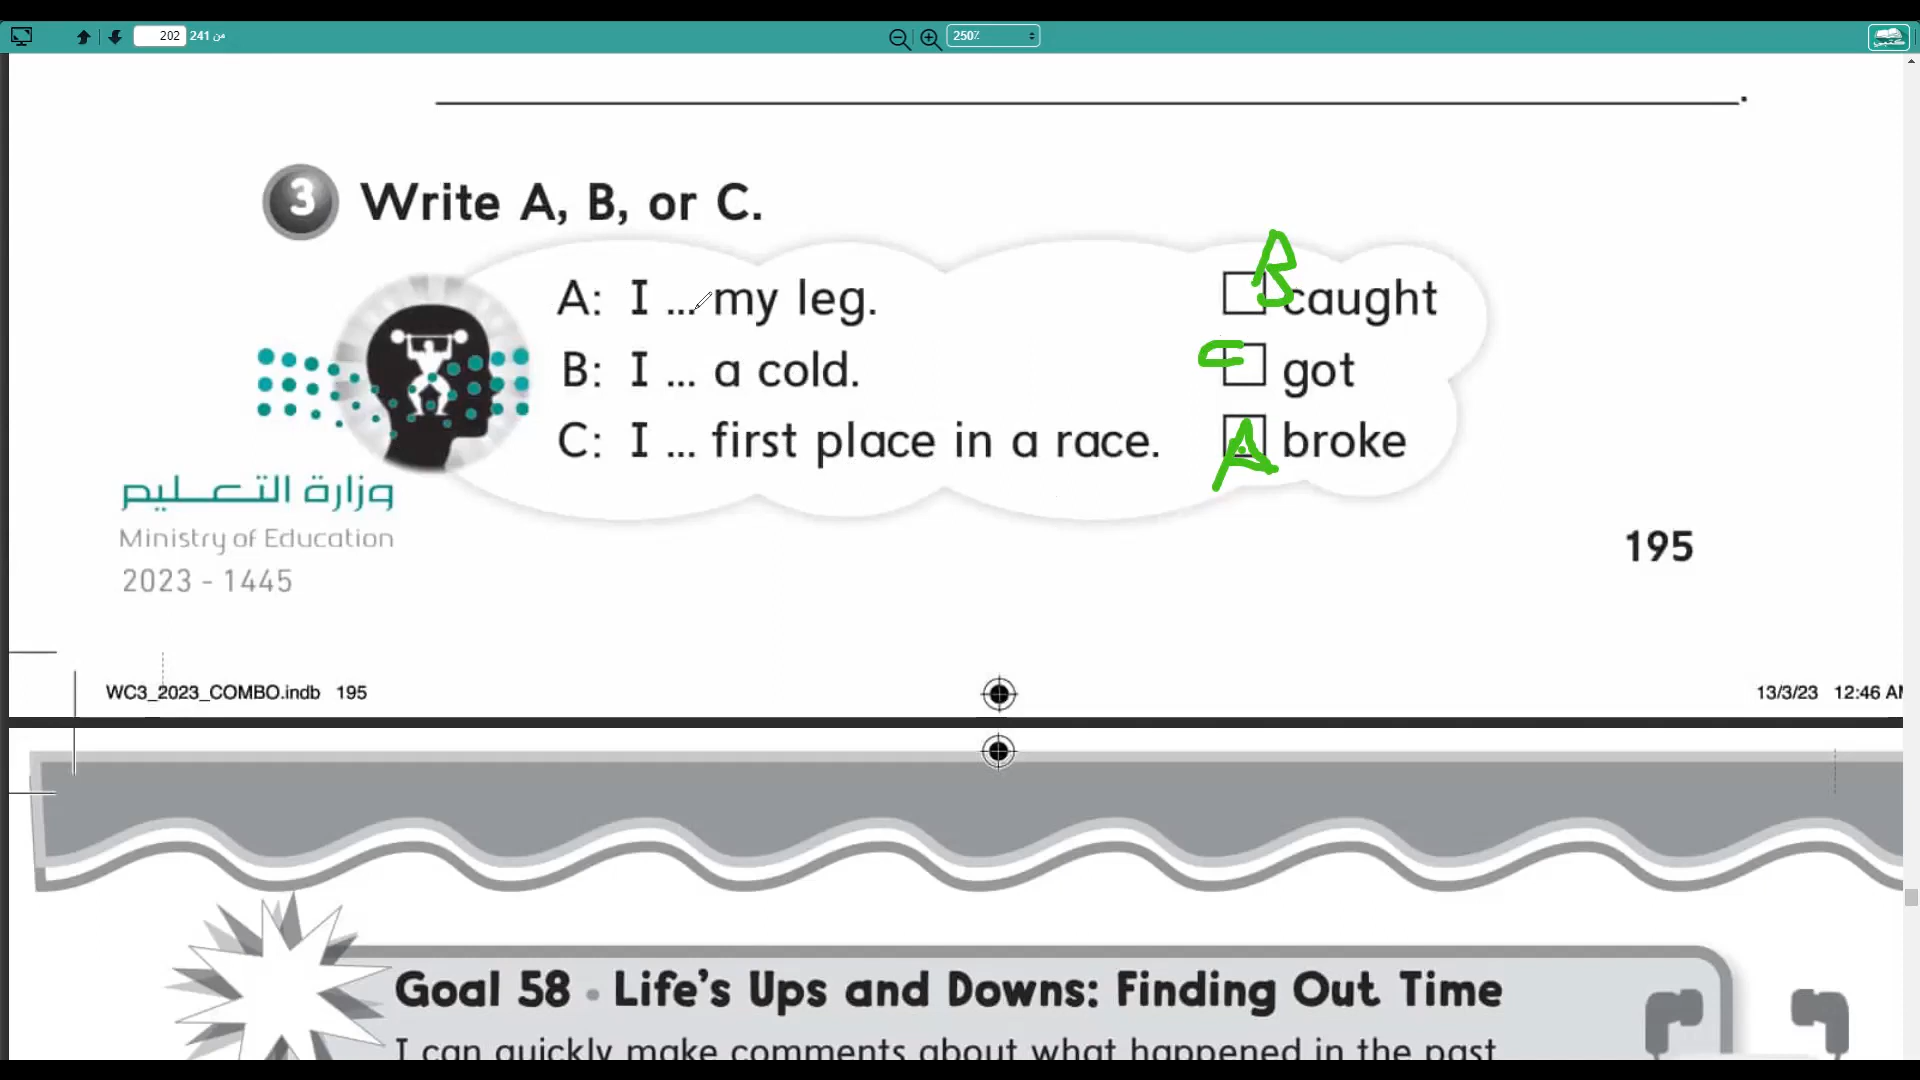 202 من 241
250٪
كتبي
.
3 Write A, B, or C.
A: I ... my leg.
B caught
B: I ... a cold.
C got
C: I ... first place in a race.
A broke
وزارة التعليم
Ministry of Education
2023 - 1445
195
WC3_2023_COMBO.indb 195
13/3/23 12:46 AM
Goal 58 • Life's Ups and Downs: Finding Out Time
I can quickly make comments about what happened in the past